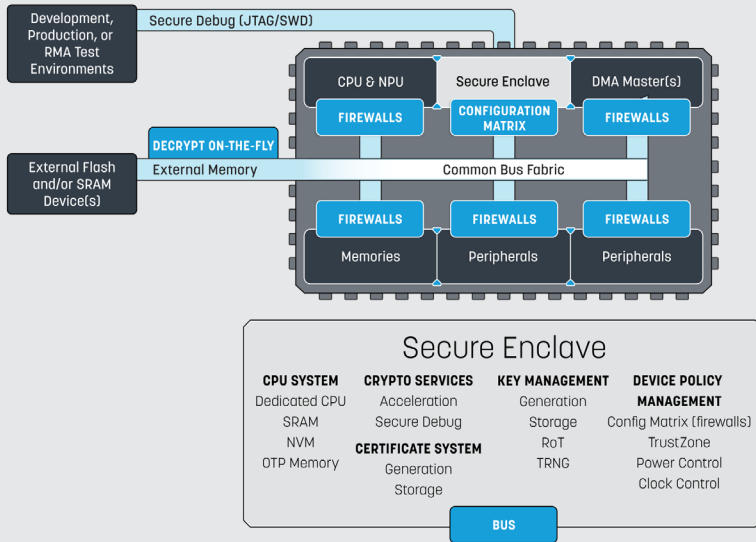 Development,
Production, or
RMA Test
Environments
Secure Debug (JTAG/SWD)
CPU & NPU
Secure Enclave
DMA Master(s)
FIREWALLS
CONFIGURATION
MATRIX
FIREWALLS
DECRYPT ON-THE-FLY
External Flash
and/or SRAM
Device(s)
External Memory
Common Bus Fabric
FIREWALLS
FIREWALLS
FIREWALLS
Memories
Peripherals
Peripherals
Secure Enclave
CPU SYSTEM
Dedicated CPU
SRAM
NVM
OTP Memory
CRYPTO SERVICES
Acceleration
Secure Debug
CERTIFICATE SYSTEM
Generation
Storage
KEY MANAGEMENT
Generation
Storage
RoT
TRNG
DEVICE POLICY
MANAGEMENT
Config Matrix (firewalls)
TrustZone
Power Control
Clock Control
BUS